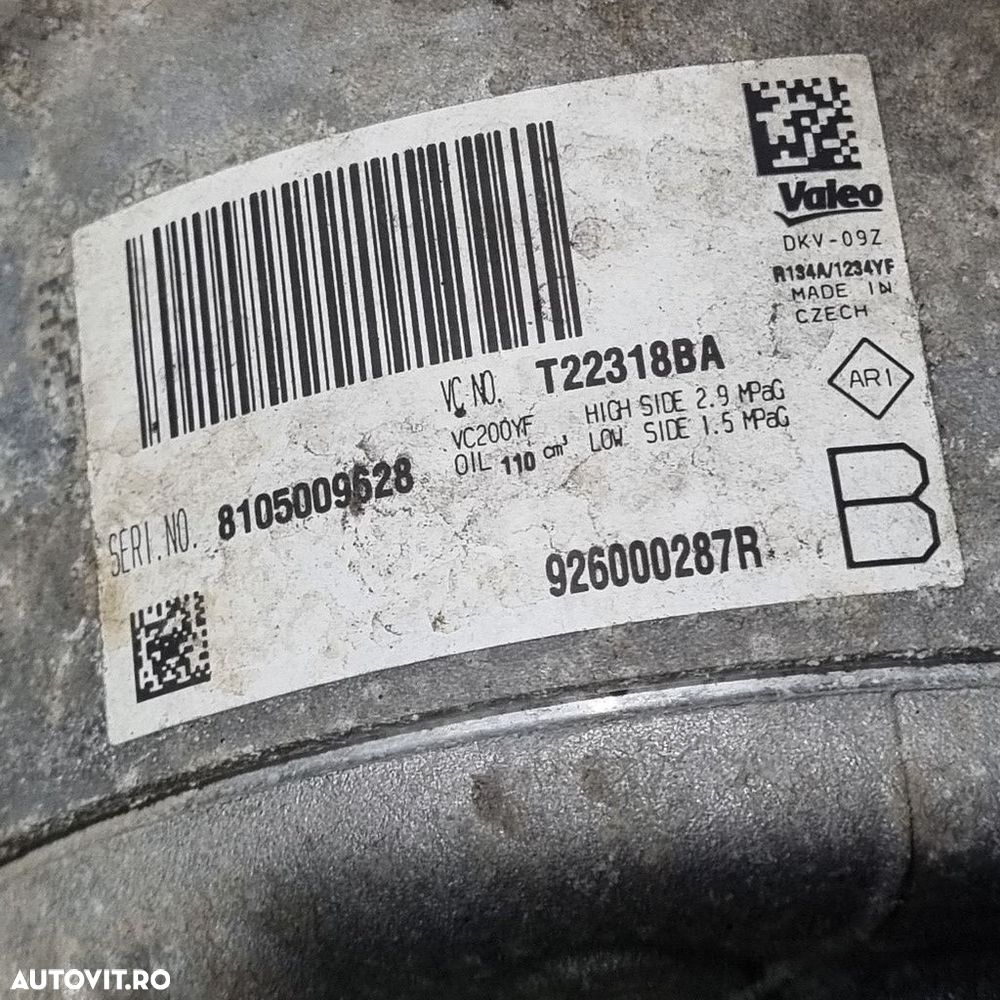 Valeo
DKV-09Z
R134A/1234YF
MADE IN
CZECH
AR1
VC NO. T22318BA
VC200YF HIGH SIDE 2.9 MPaG
OIL 110 cm³ LOW SIDE 1.5 MPaG
SERI.NO. 8105009628
926000287R
B
AUTOVIT.RO